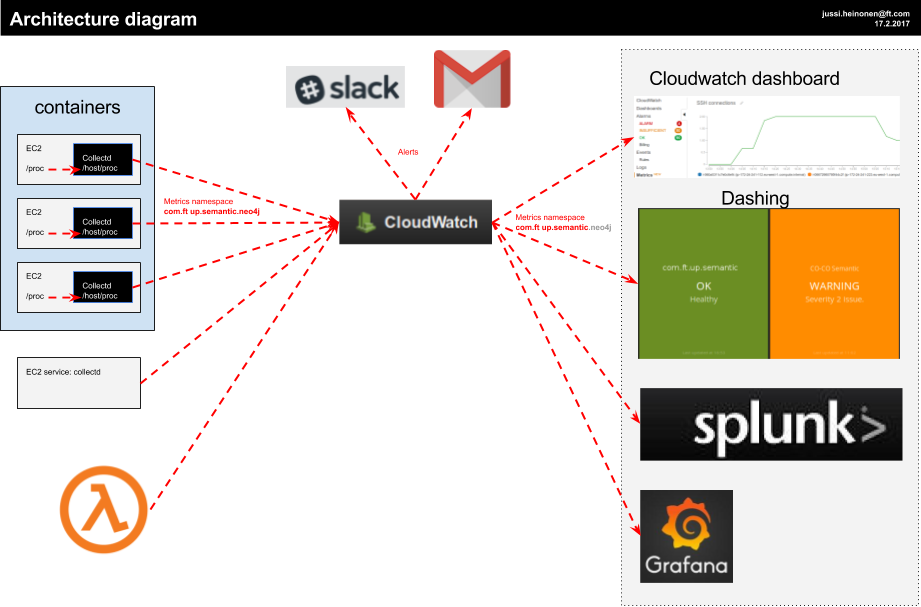 Architecture diagram
jussi.heinonen@ft.com
17.2.2017
slack
Alerts
containers
EC2
/proc
Collectd
/host/proc
EC2
/proc
Collectd
/host/proc
EC2
/proc
Collectd
/host/proc
Metrics namespace
com.ft up.semantic.neo4j
EC2 service: collectd
CloudWatch
Metrics namespace
com.ft up.semantic.neo4j
Cloudwatch dashboard
CloudWatch
Dashboards
Alarms
ALARM
INSUFFICIENT
OK
Billing
Events
Rules
Logs
Metrics
SSH connections
Dashing
com.ft.up.semantic
OK
Healthy
CO-CO Semantic
WARNING
Severity 2 Issue.
splunk>
Grafana